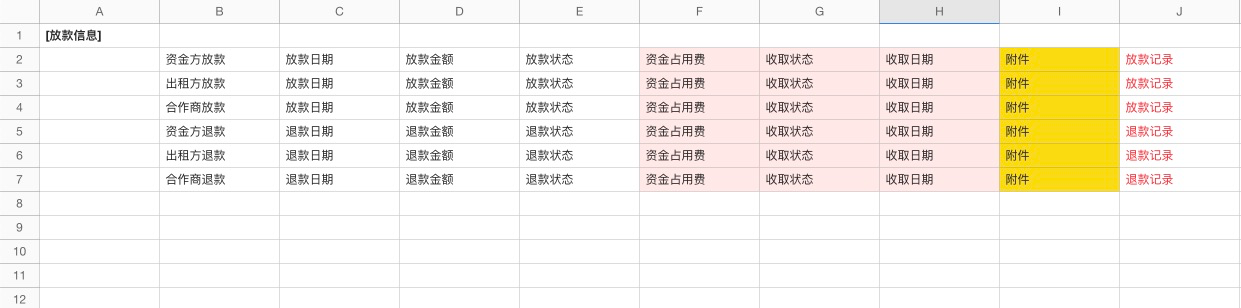 A B C D E F G H I J
1 [放款信息]
2 资金方放款 放款日期 放款金额 放款状态 资金占用费 收取状态 收取日期 附件 放款记录
3 出租方放款 放款日期 放款金额 放款状态 资金占用费 收取状态 收取日期 附件 放款记录
4 合作商放款 放款日期 放款金额 放款状态 资金占用费 收取状态 收取日期 附件 放款记录
5 资金方退款 退款日期 退款金额 退款状态 资金占用费 收取状态 收取日期 附件 退款记录
6 出租方退款 退款日期 退款金额 退款状态 资金占用费 收取状态 收取日期 附件 退款记录
7 合作商退款 退款日期 退款金额 退款状态 资金占用费 收取状态 收取日期 附件 退款记录
8
9
10
11
12